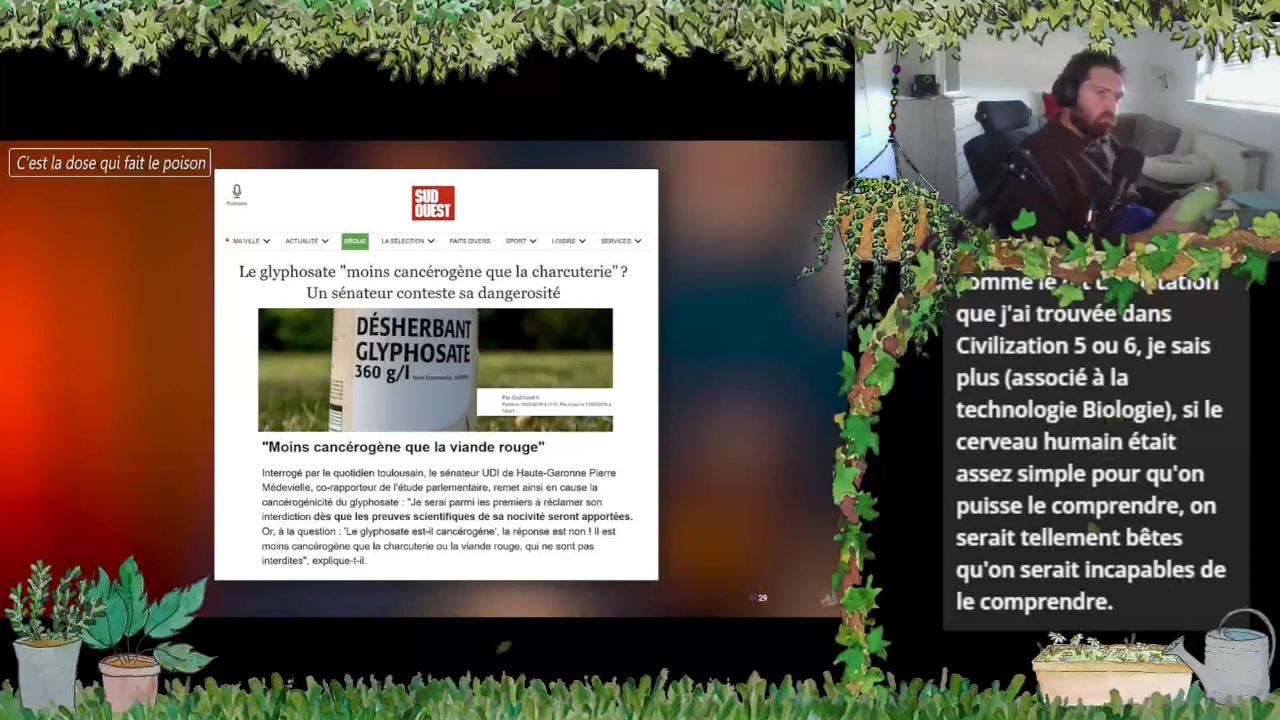 C'est la dose qui fait le poison
Podcasts
SUD
OUEST
MA VILLE
ACTUALITÉ
DÉCLIC
LA SÉLECTION
FAITS DIVERS
SPORT
LOISIRS
SERVICES
Le glyphosate "moins cancérogène que la charcuterie" ?
Un sénateur conteste sa dangerosité
DÉSHERBANT
GLYPHOSATE
360 g/l
"Moins cancérogène que la viande rouge"
Interrogé par le quotidien toulousain, le sénateur UDI de Haute-Garonne Pierre
Médevielle, co-rapporteur de l'étude parlementaire, remet ainsi en cause la
cancérogénicité du glyphosate : "Je serai parmi les premiers à réclamer son
interdiction dès que les preuves scientifiques de sa nocivité seront apportées.
Or, à la question : 'Le glyphosate est-il cancérogène', la réponse est non ! Il est
moins cancérogène que la charcuterie ou la viande rouge, qui ne sont pas
interdites", explique-t-il.
29
comme le
que j'ai trouvée dans
Civilization 5 ou 6, je sais
plus (associé à la
technologie Biologie), si le
cerveau humain était
assez simple pour qu'on
puisse le comprendre, on
serait tellement bêtes
qu'on serait incapables de
le comprendre.